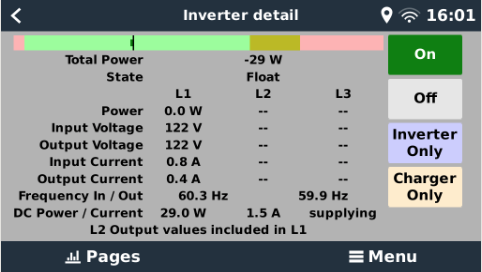 Inverter detail 16:01
Total Power -29 W
State Float
L1 L2 L3
Power 0.0 W -- --
Input Voltage 122 V -- --
Output Voltage 122 V -- --
Input Current 0.8 A -- --
Output Current 0.4 A -- --
Frequency In / Out 60.3 Hz 59.9 Hz
DC Power / Current 29.0 W 1.5 A supplying
L2 Output values included in L1
On
Off
Inverter
Only
Charger
Only
Pages Menu